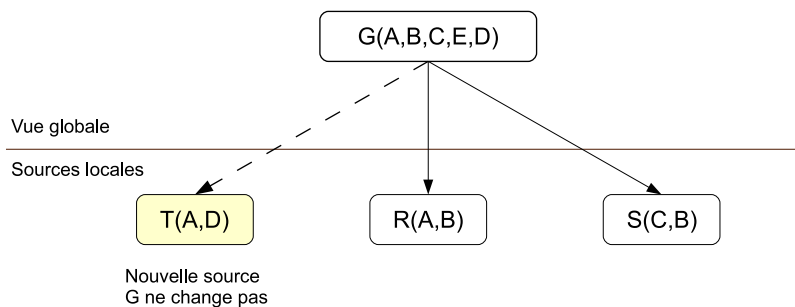 G(A,B,C,E,D)
Vue globale
Sources locales
T(A,D)
R(A,B)
S(C,B)
Nouvelle source
G ne change pas